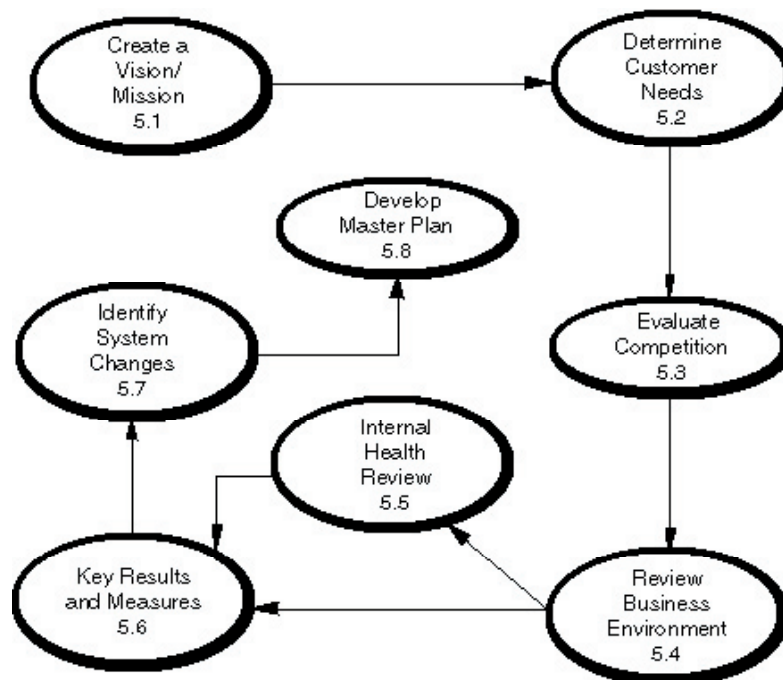 Create a
Vision/
Mission
5.1
Determine
Customer
Needs
5.2
Develop
Master Plan
5.8
Identify
System
Changes
5.7
Evaluate
Competition
5.3
Internal
Health
Review
5.5
Key Results
and Measures
5.6
Review
Business
Environment
5.4